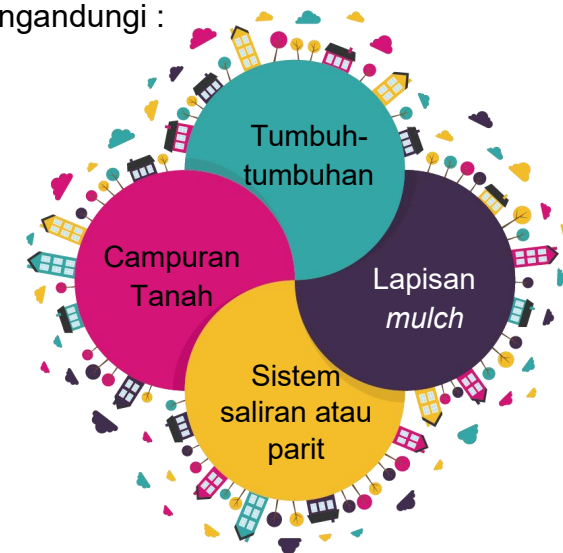 ngandungi :
Tumbuh-
tumbuhan
Campuran
Tanah
Lapisan
mulch
Sistem
saliran atau
parit